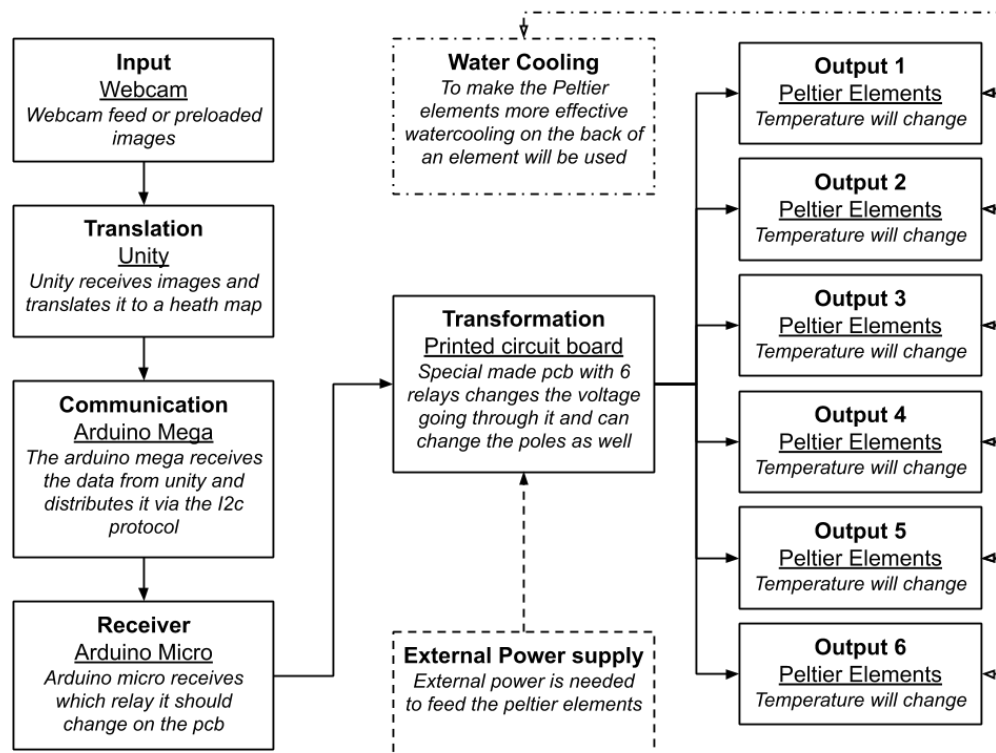 Input
Webcam
Webcam feed or preloaded
images
Translation
Unity
Unity receives images and
translates it to a heath map
Communication
Arduino Mega
The arduino mega receives
the data from unity and
distributes it via the I2c
protocol
Receiver
Arduino Micro
Arduino micro receives
which relay it should
change on the pcb
Water Cooling
To make the Peltier
elements more effective
watercooling on the back of
an element will be used
Transformation
Printed circuit board
Special made pcb with 6
relays changes the voltage
going through it and can
change the poles as well
External Power supply
External power is needed
to feed the peltier elements
Output 1
Peltier Elements
Temperature will change
Output 2
Peltier Elements
Temperature will change
Output 3
Peltier Elements
Temperature will change
Output 4
Peltier Elements
Temperature will change
Output 5
Peltier Elements
Temperature will change
Output 6
Peltier Elements
Temperature will change